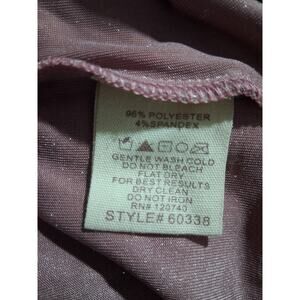 96% POLYESTER
4% SPANDEX
GENTLE WASH COLD
DO NOT BLEACH
FLAT DRY
FOR BEST RESULTS
DRY CLEAN
DO NOT IRON
RN# 120740
STYLE# 60338